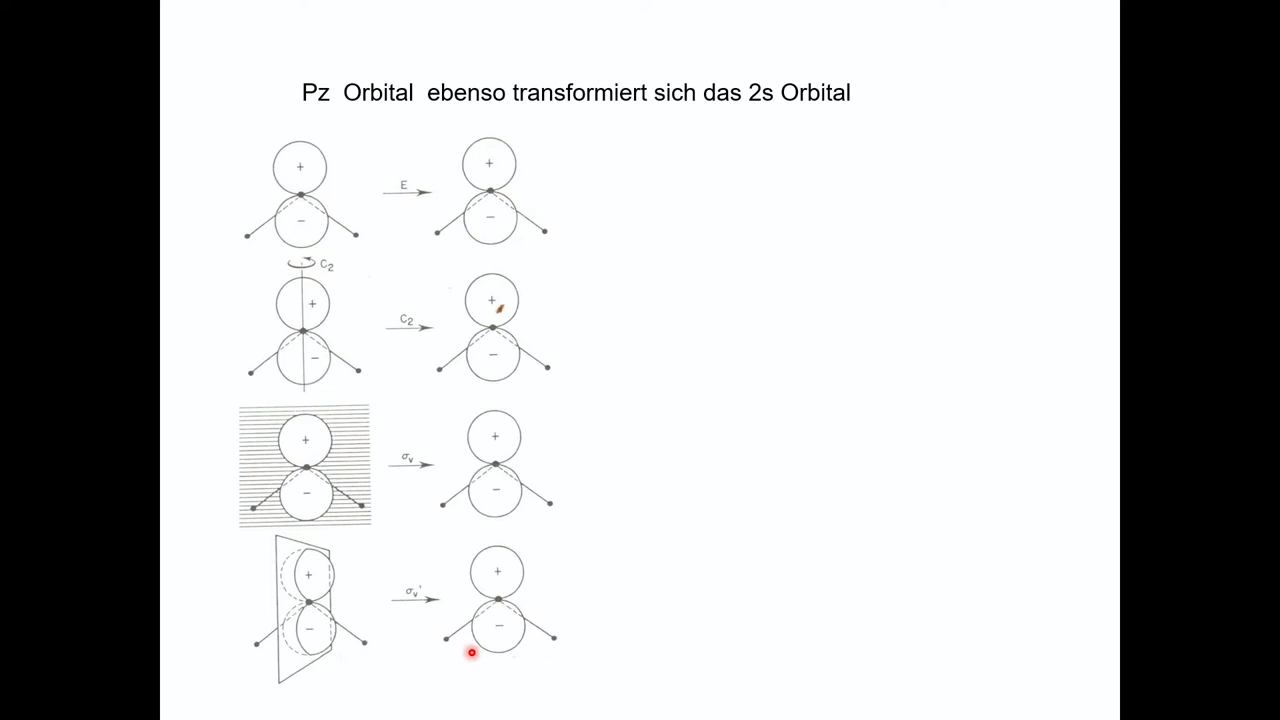 Pz Orbital ebenso transformiert sich das 2s Orbital
+ E +
− −
C₂
+ C₂ +
− −
+ σᵥ +
− −
+ σᵥ' +
− −